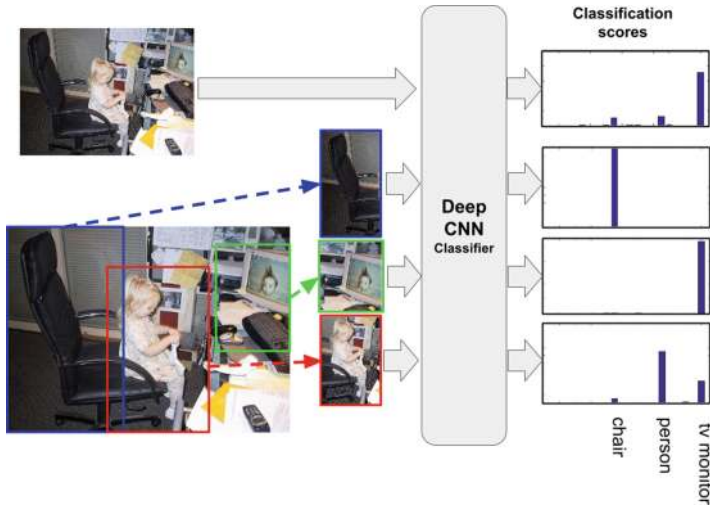 Classification
scores
Deep
CNN
Classifier
chair
person
tv monitor